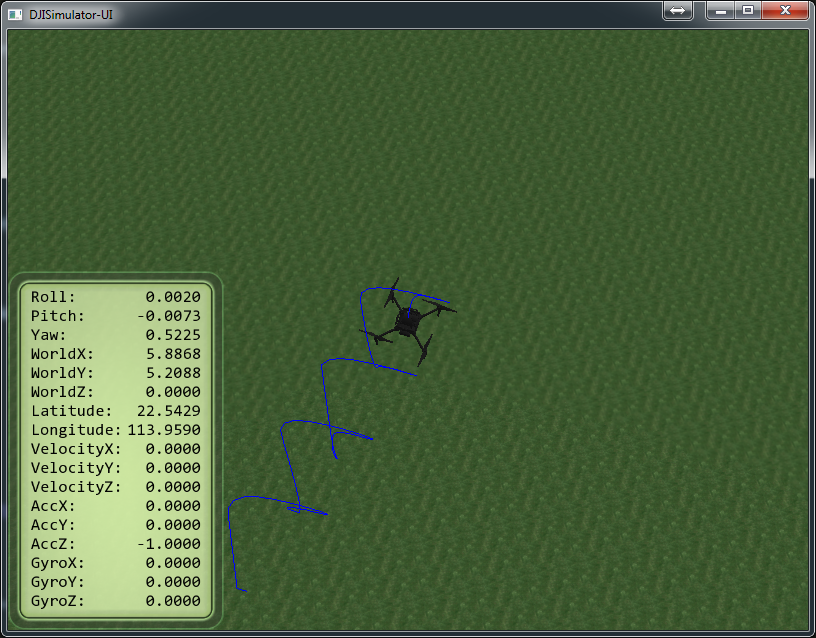 DJISimulator-UI
Roll: 0.0020
Pitch: -0.0073
Yaw: 0.5225
WorldX: 5.8868
WorldY: 5.2088
WorldZ: 0.0000
Latitude: 22.5429
Longitude: 113.9590
VelocityX: 0.0000
VelocityY: 0.0000
VelocityZ: 0.0000
AccX: 0.0000
AccY: 0.0000
AccZ: -1.0000
GyroX: 0.0000
GyroY: 0.0000
GyroZ: 0.0000